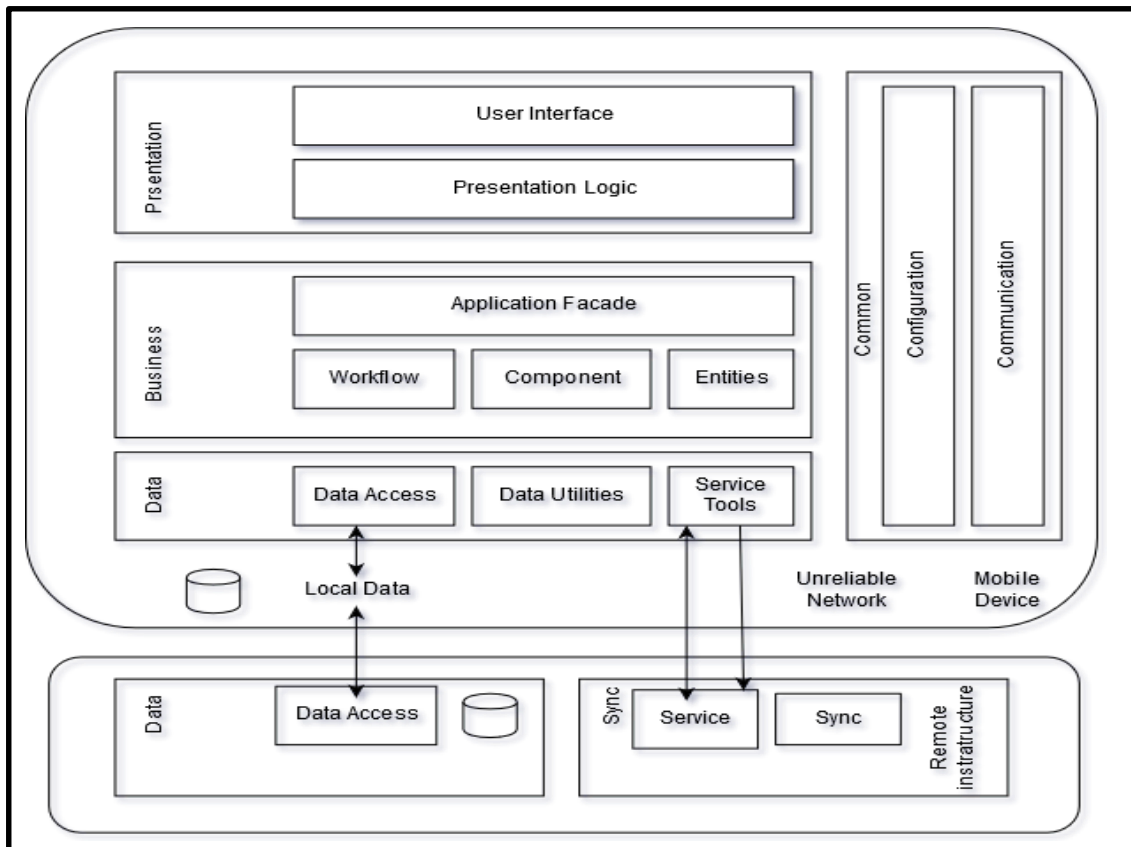 Prsentation
User Interface
Presentation Logic
Business
Application Facade
Workflow
Component
Entities
Data
Data Access
Data Utilities
Service
Tools
Common
Configuration
Communication
Local Data
Unreliable
Network
Mobile
Device
Data
Data Access
Sync
Service
Sync
Remote
instratructure